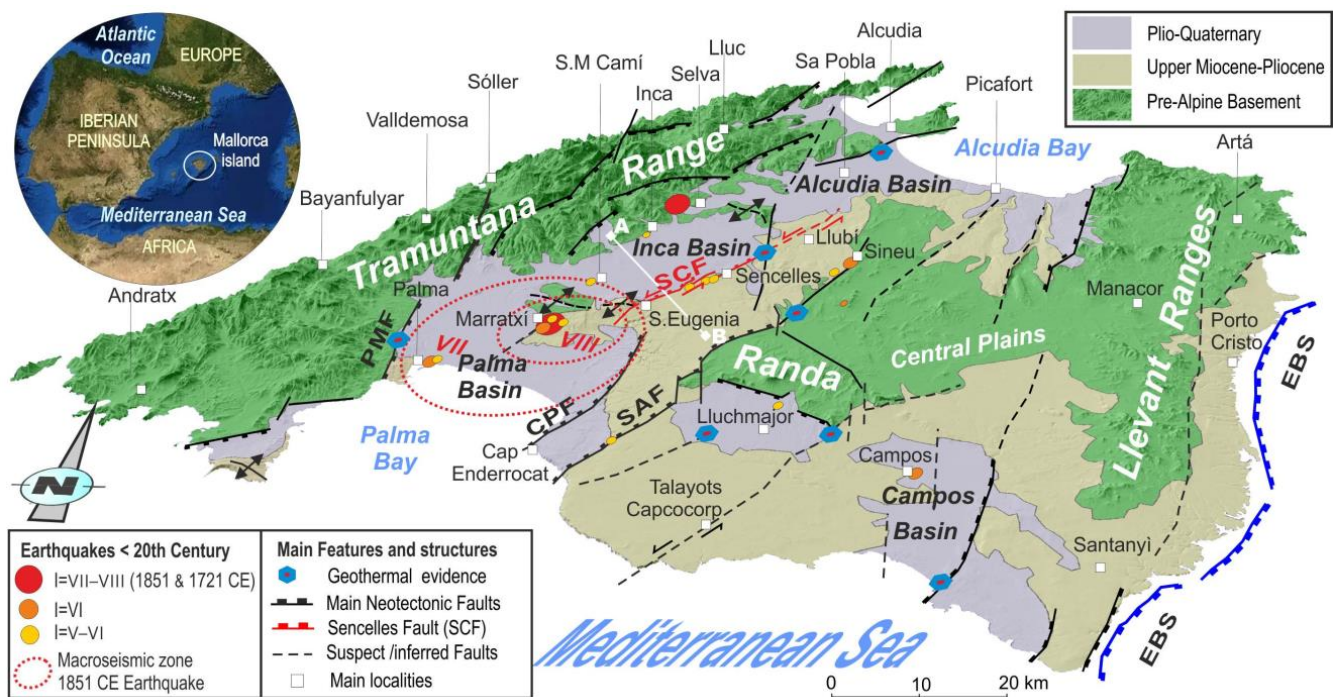 Atlantic
Ocean
EUROPE
IBERIAN
PENINSULA
Mallorca
island
Mediterranean Sea
AFRICA
Plio-Quaternary
Upper Miocene-Pliocene
Pre-Alpine Basement
Alcudia
Lluc
S.M Camí
Selva
Sa Pobla
Sóller
Inca
Picafort
Valldemosa
Artá
Alcudia Bay
Bayanfulyar
Range
Alcudia Basin
Tramuntana
A
Inca Basin
Llubí
Sineu
Andratx
Palma
SCF
Sencelles
Manacor
Llevant Ranges
Porto
Cristo
EBS
PMF
Marratxí
S.Eugenia
VII
VIII
B
Palma
Basin
Central Plains
Randa
CPF
SAF
Lluchmajor
Palma
Bay
Cap
Enderrocat
Campos
N
Talayots
Capcocorp
Campos
Basin
Santanyì
EBS
Mediterranean Sea
Earthquakes < 20th Century
I=VII–VIII (1851 & 1721 CE)
I=VI
I=V–VI
Macroseismic zone
1851 CE Earthquake
Main Features and structures
Geothermal evidence
Main Neotectonic Faults
Sencelles Fault (SCF)
Suspect /inferred Faults
Main localities
0 10 20 km